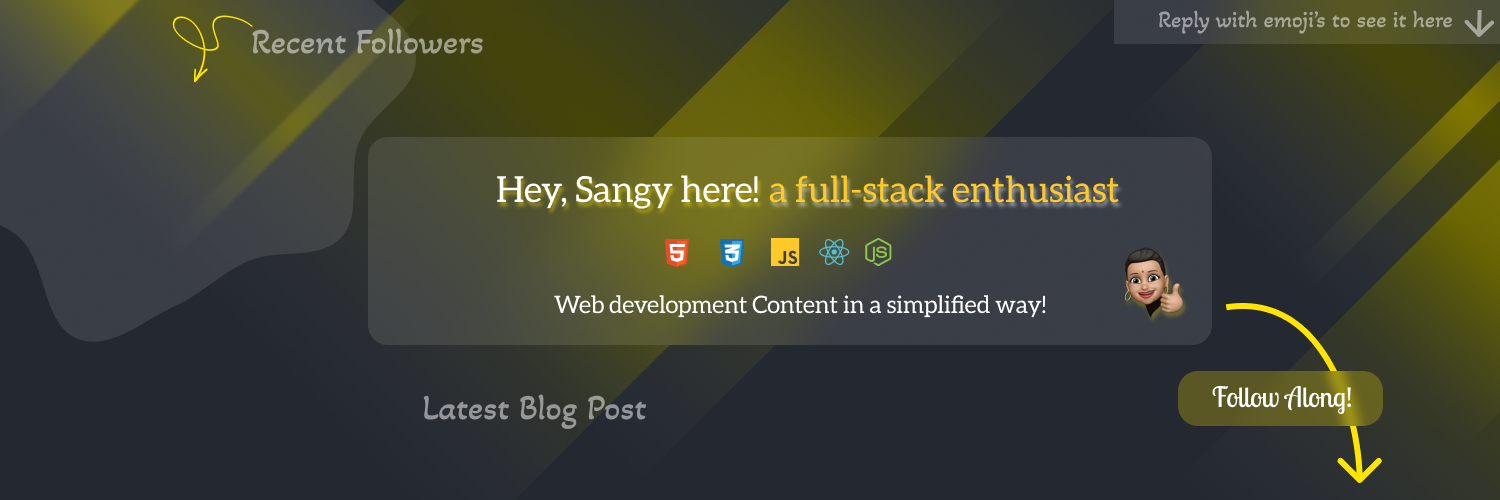 Recent Followers
Reply with emoji's to see it here
Hey, Sangy here! a full-stack enthusiast
5 3 JS JS
Web development Content in a simplified way!
Latest Blog Post
Follow Along!